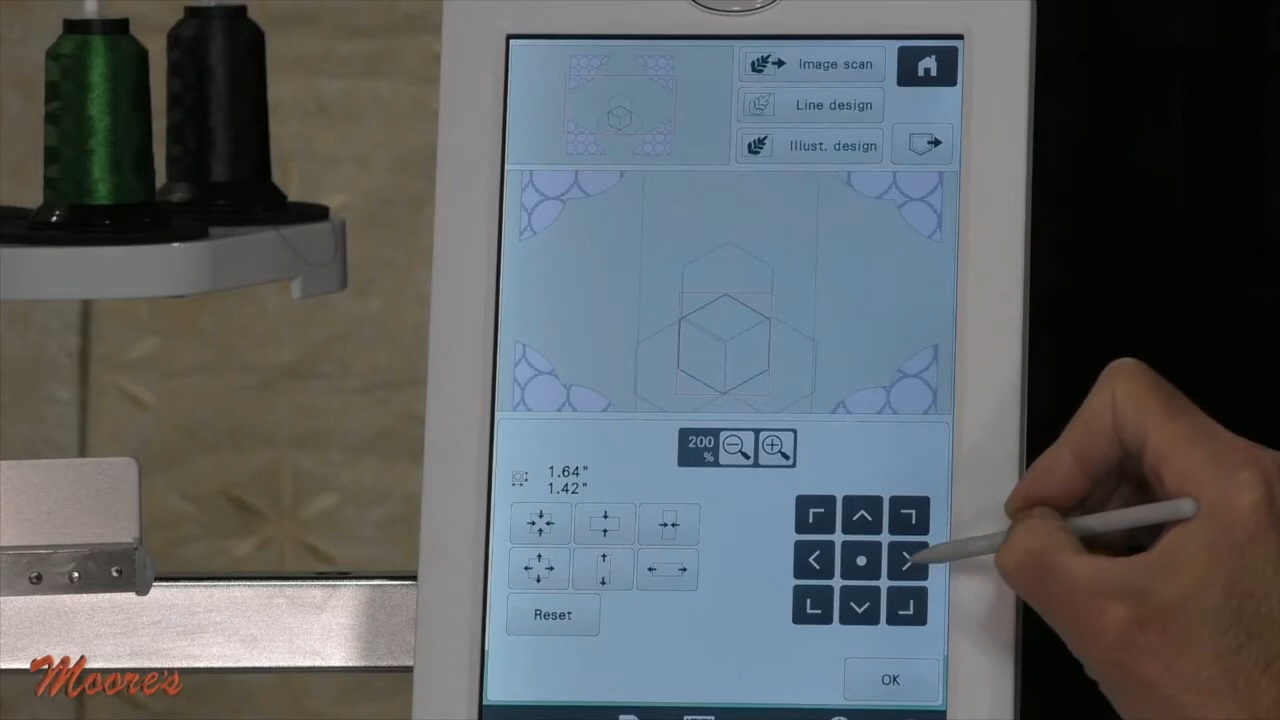 Image scan
Line design
Illust. design
200
%
1.64"
1.42"
Reset
OK
Moore's